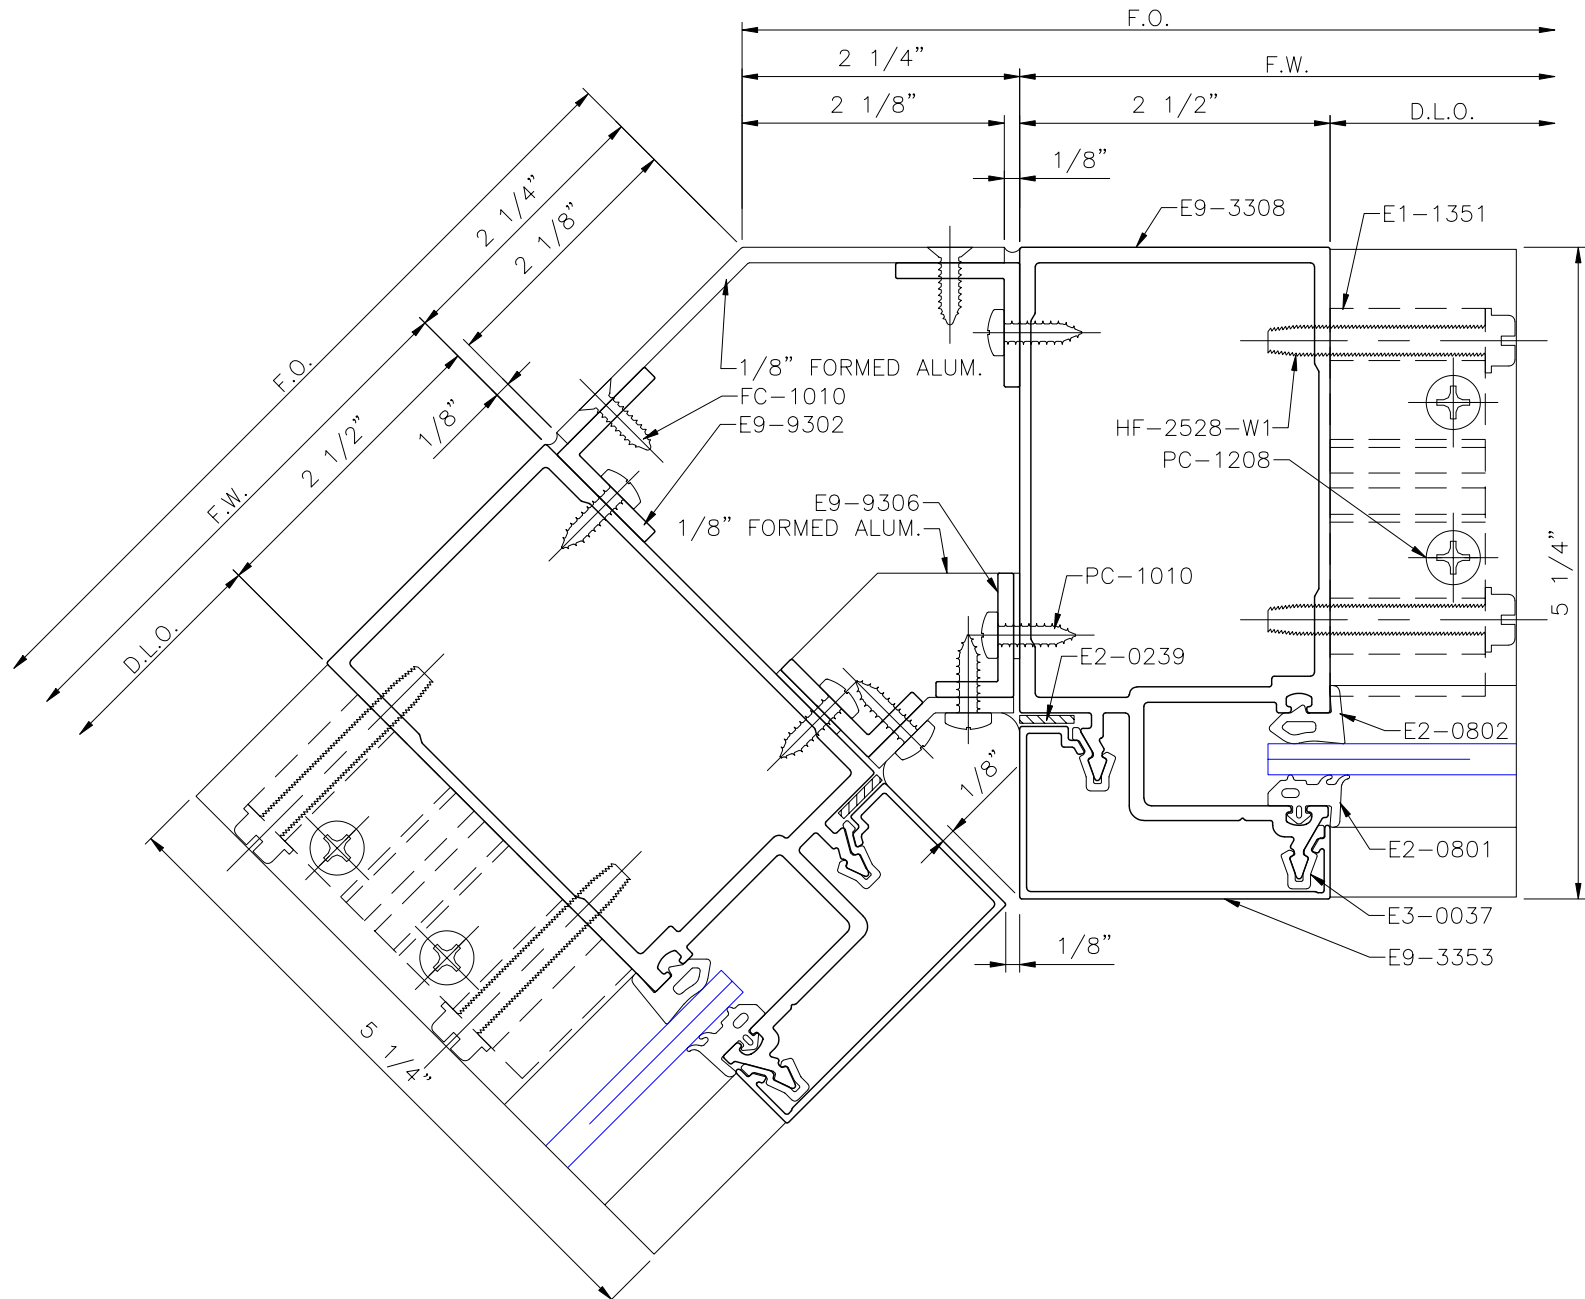 F.O.
2 1/4”
F.W.
2 1/8”
2 1/2”
D.L.O.
1/8”
E9-3308
E1-1351
2 1/4”
2 1/8”
F.O.
1/8” FORMED ALUM.
FC-1010
E9-9302
1/8”
2 1/2”
F.W.
HF-2528-W1
PC-1208
E9-9306
1/8” FORMED ALUM.
5 1/4”
PC-1010
D.L.O.
E2-0239
E2-0802
1/8”
E2-0801
E3-0037
1/8”
E9-3353
5 1/4”